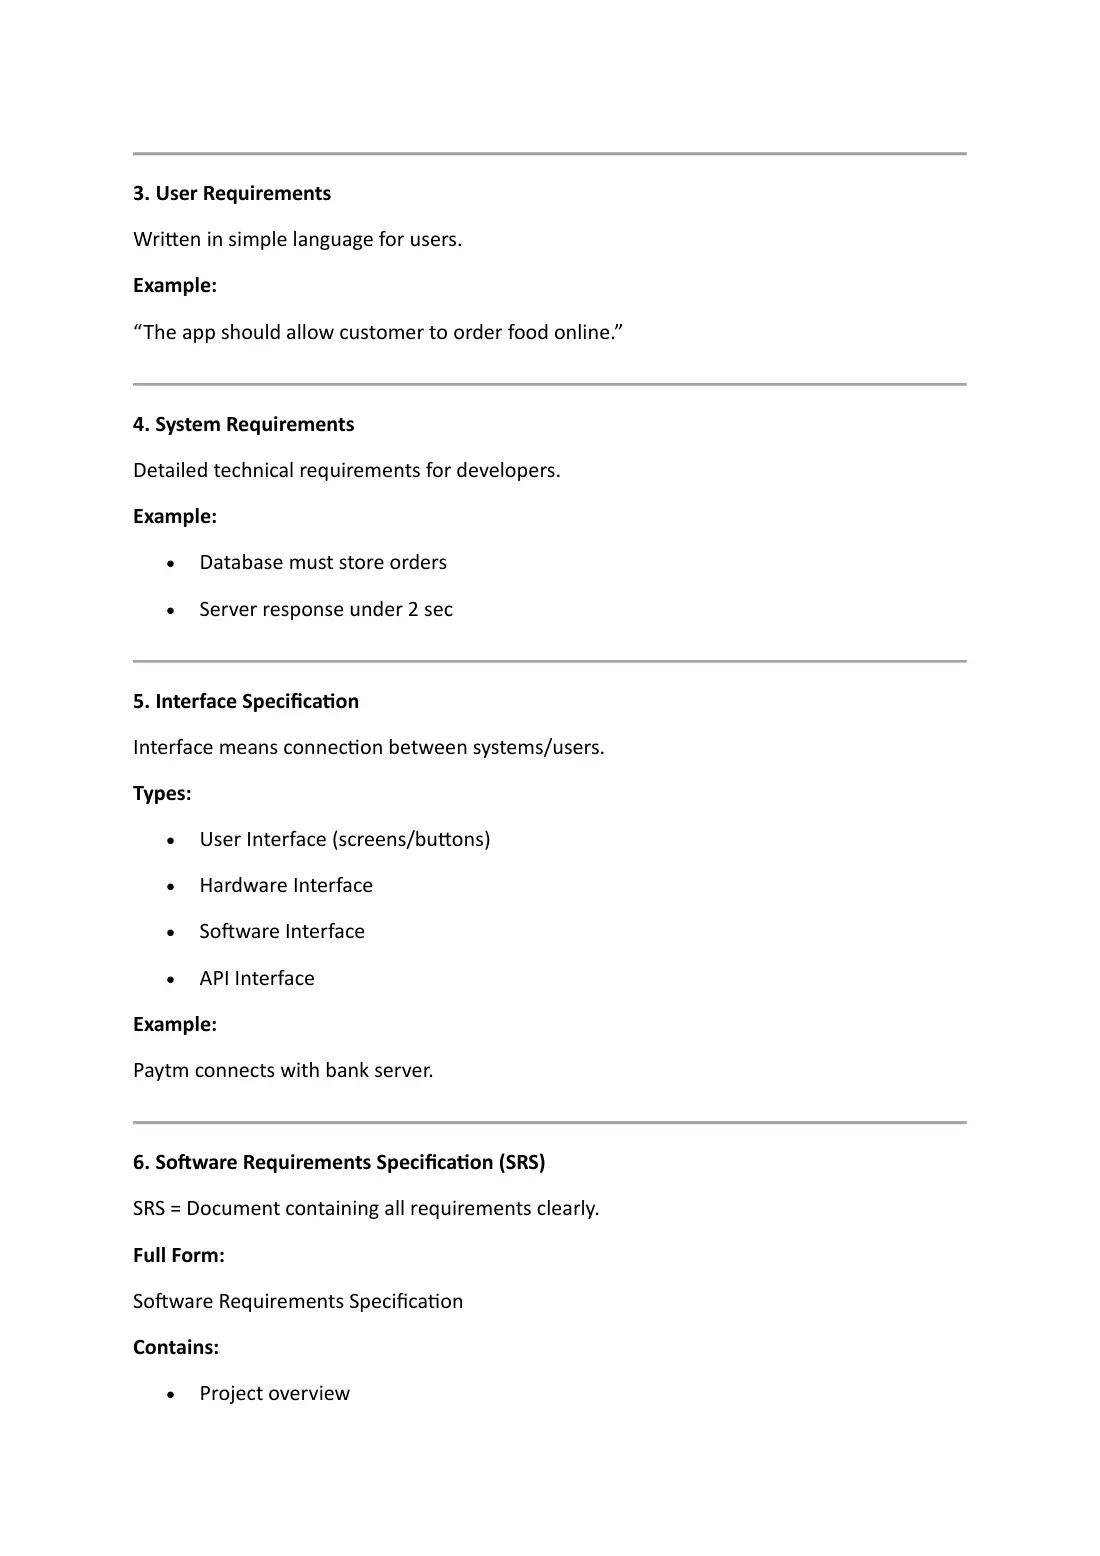 3. User Requirements
Written in simple language for users.
Example:
“The app should allow customer to order food online.”
4. System Requirements
Detailed technical requirements for developers.
Example:
• Database must store orders
• Server response under 2 sec
5. Interface Specification
Interface means connection between systems/users.
Types:
• User Interface (screens/buttons)
• Hardware Interface
• Software Interface
• API Interface
Example:
Paytm connects with bank server.
6. Software Requirements Specification (SRS)
SRS = Document containing all requirements clearly.
Full Form:
Software Requirements Specification
Contains:
• Project overview